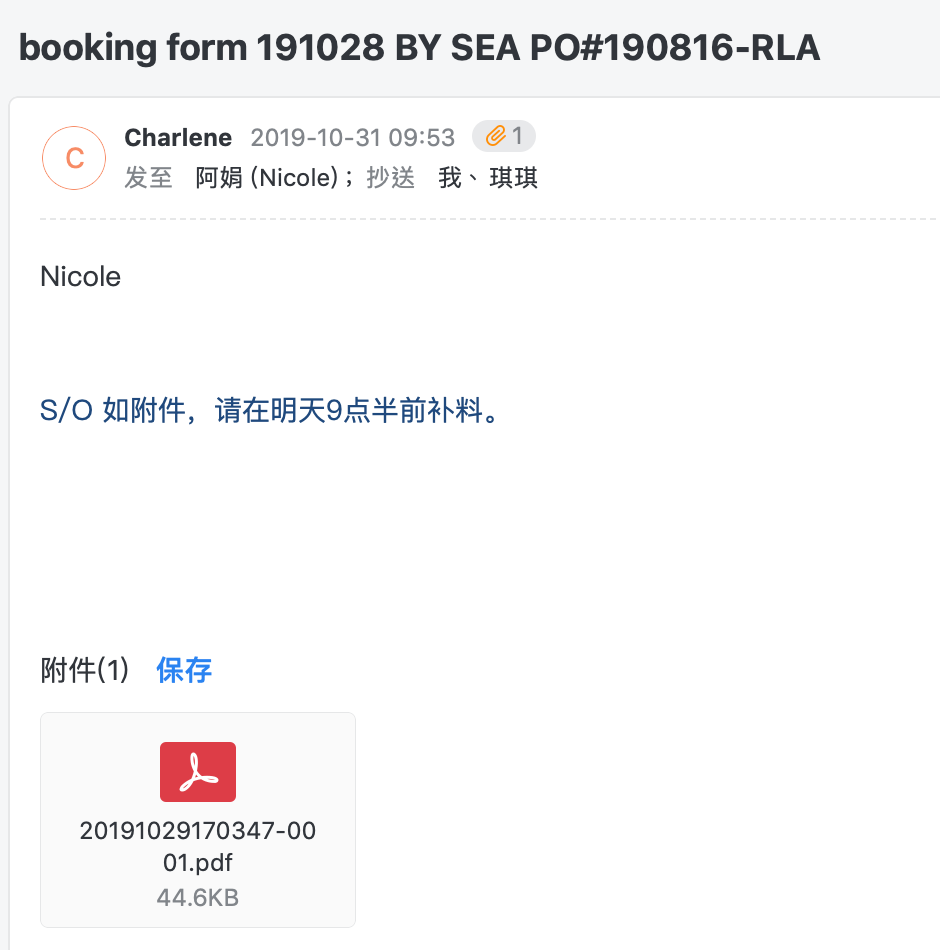 booking form 191028 BY SEA PO#190816-RLA
C
Charlene 2019-10-31 09:53 1
发至 阿娟 (Nicole)； 抄送 我、琪琪
Nicole
S/O 如附件，请在明天9点半前补料。
附件(1) 保存
20191029170347-00
01.pdf
44.6KB